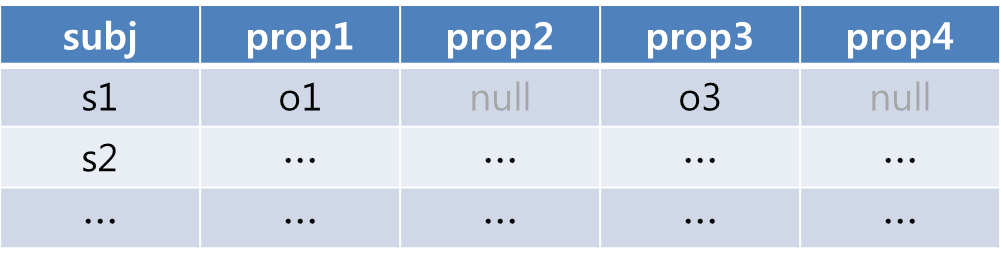 subj prop1 prop2 prop3 prop4
s1 o1 null o3 null
s2 ... ... ... ...
... ... ... ... ...